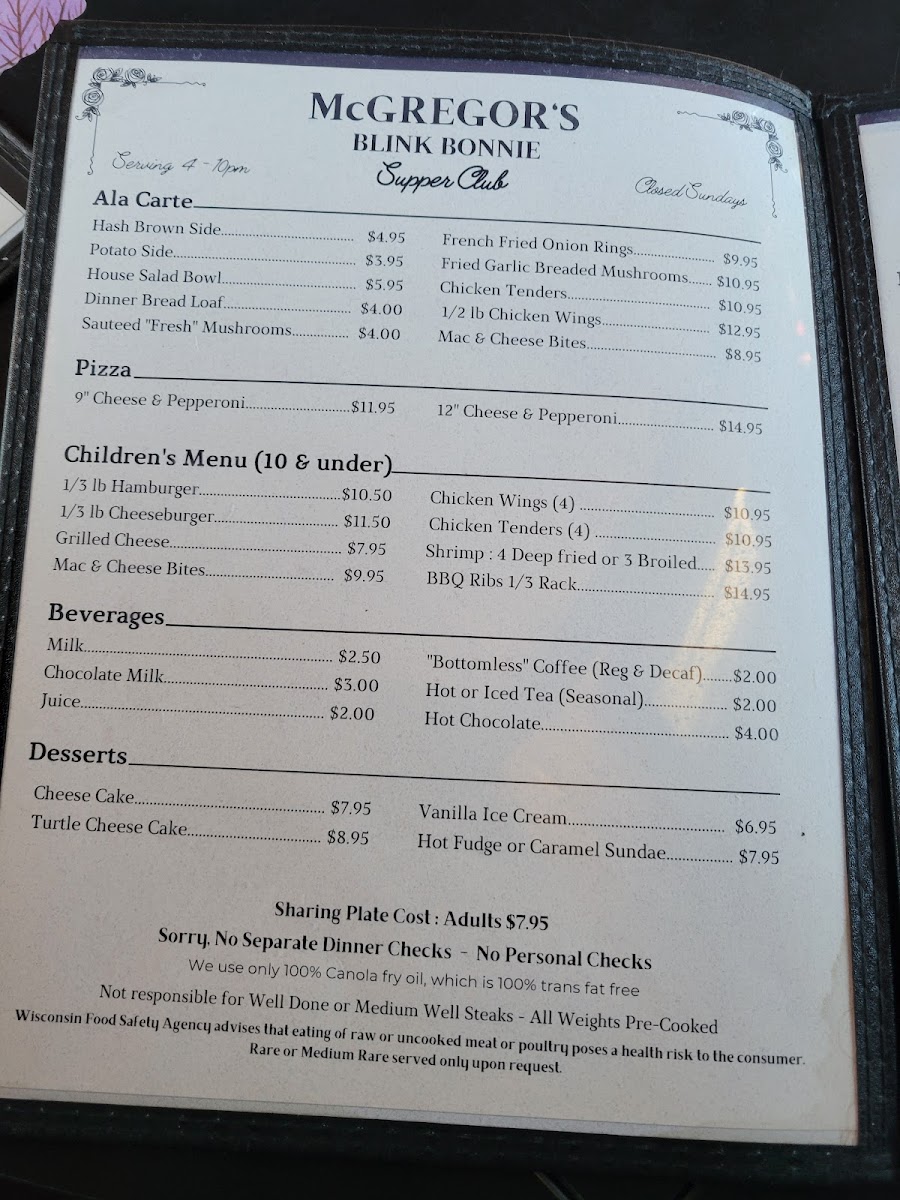 McGREGOR'S
BLINK BONNIE
Supper Club
Serving 4 - 10pm
Closed Sundays
Ala Carte
Hash Brown Side $4.95
Potato Side $3.95
House Salad Bowl $5.95
Dinner Bread Loaf $4.00
Sauteed "Fresh" Mushrooms $4.00
French Fried Onion Rings $9.95
Fried Garlic Breaded Mushrooms $10.95
Chicken Tenders $10.95
1/2 lb Chicken Wings $12.95
Mac & Cheese Bites $8.95
Pizza
9" Cheese & Pepperoni $11.95
12" Cheese & Pepperoni $14.95
Children's Menu (10 & under)
1/3 lb Hamburger $10.50
1/3 lb Cheeseburger $11.50
Grilled Cheese $7.95
Mac & Cheese Bites $9.95
Chicken Wings (4) $10.95
Chicken Tenders (4) $10.95
Shrimp : 4 Deep fried or 3 Broiled $13.95
BBQ Ribs 1/3 Rack $14.95
Beverages
Milk $2.50
Chocolate Milk $3.00
Juice $2.00
"Bottomless" Coffee (Reg & Decaf) $2.00
Hot or Iced Tea (Seasonal) $2.00
Hot Chocolate $4.00
Desserts
Cheese Cake $7.95
Turtle Cheese Cake $8.95
Vanilla Ice Cream $6.95
Hot Fudge or Caramel Sundae $7.95
Sharing Plate Cost : Adults $7.95
Sorry, No Separate Dinner Checks - No Personal Checks
We use only 100% Canola fry oil, which is 100% trans fat free
Not responsible for Well Done or Medium Well Steaks - All Weights Pre-Cooked
Wisconsin Food Safety Agency advises that eating of raw or uncooked meat or poultry poses a health risk to the consumer.
Rare or Medium Rare served only upon request.